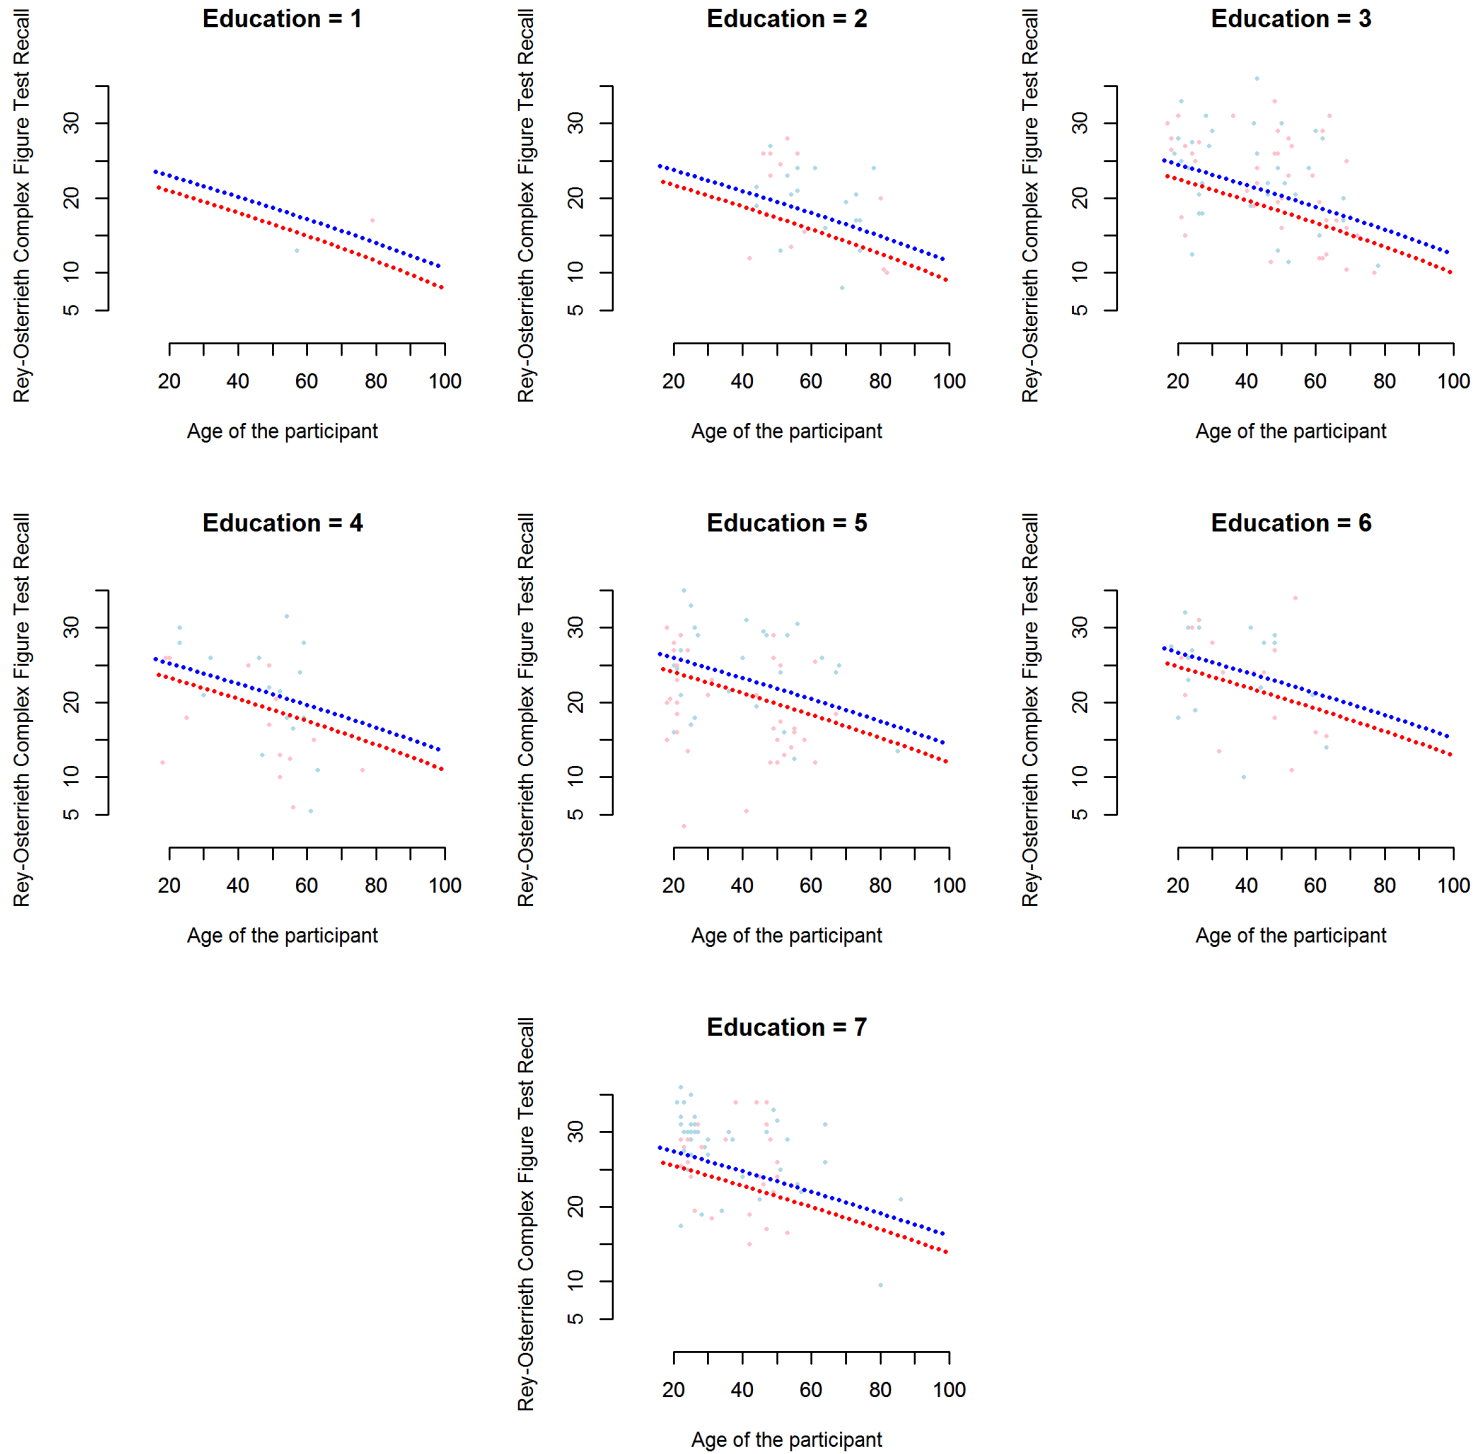 Education = 1
Rey-Osterrieth Complex Figure Test Recall
30
20
10
5
20 40 60 80 100
Age of the participant
Education = 2
Rey-Osterrieth Complex Figure Test Recall
30
20
10
5
20 40 60 80 100
Age of the participant
Education = 3
Rey-Osterrieth Complex Figure Test Recall
30
20
10
5
20 40 60 80 100
Age of the participant
Education = 4
Rey-Osterrieth Complex Figure Test Recall
30
20
10
5
20 40 60 80 100
Age of the participant
Education = 5
Rey-Osterrieth Complex Figure Test Recall
30
20
10
5
20 40 60 80 100
Age of the participant
Education = 6
Rey-Osterrieth Complex Figure Test Recall
30
20
10
5
20 40 60 80 100
Age of the participant
Education = 7
Rey-Osterrieth Complex Figure Test Recall
30
20
10
5
20 40 60 80 100
Age of the participant